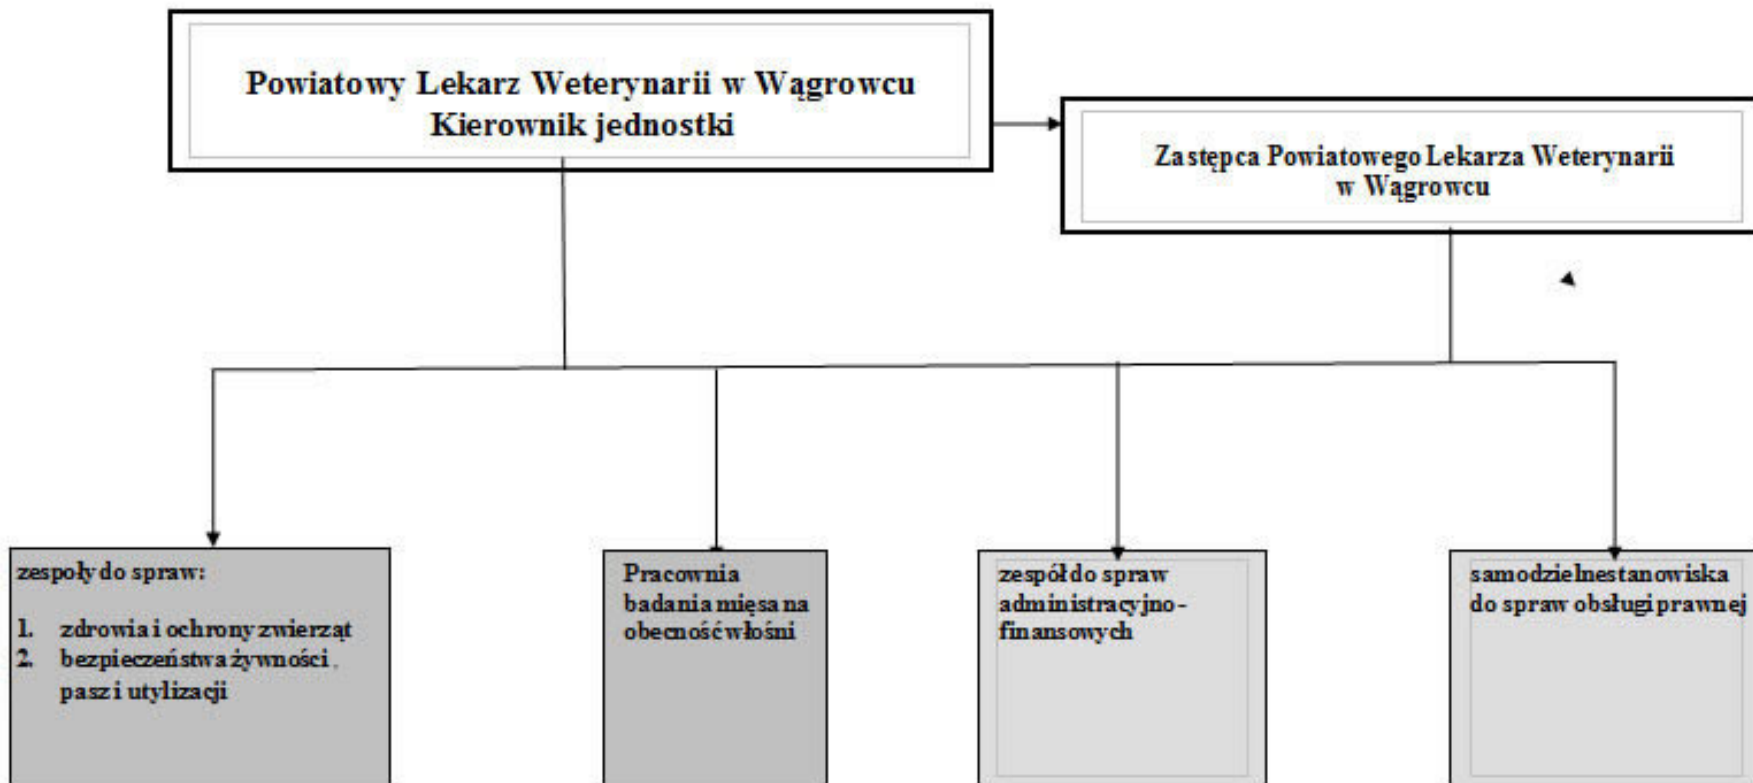 Powiatowy Lekarz Weterynarii w Wągrowcu
Kierownik jednostki
Zastępca Powiatowego Lekarza Weterynarii
w Wągrowcu
zespoły do spraw:
1. zdrowia i ochrony zwierząt
2. bezpieczeństwa żywności ,
pasz i utylizacji
Pracownia
badania mięsa na
obecność włośni
zespół do spraw
administracyjno-
finansowych
samodzielne stanowiska
do spraw obsługi prawnej